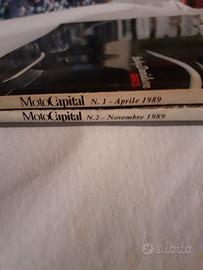 MotoCapital N. 1 - Aprile 1989
MotoCapital N. 2 - Novembre 1989
subito